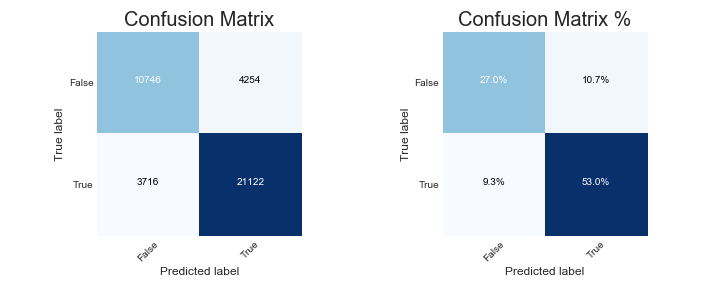 Confusion Matrix
False
10746
4254
True label
True
3716
21122
False
True
Predicted label
Confusion Matrix %
False
27.0%
10.7%
True label
True
9.3%
53.0%
False
True
Predicted label